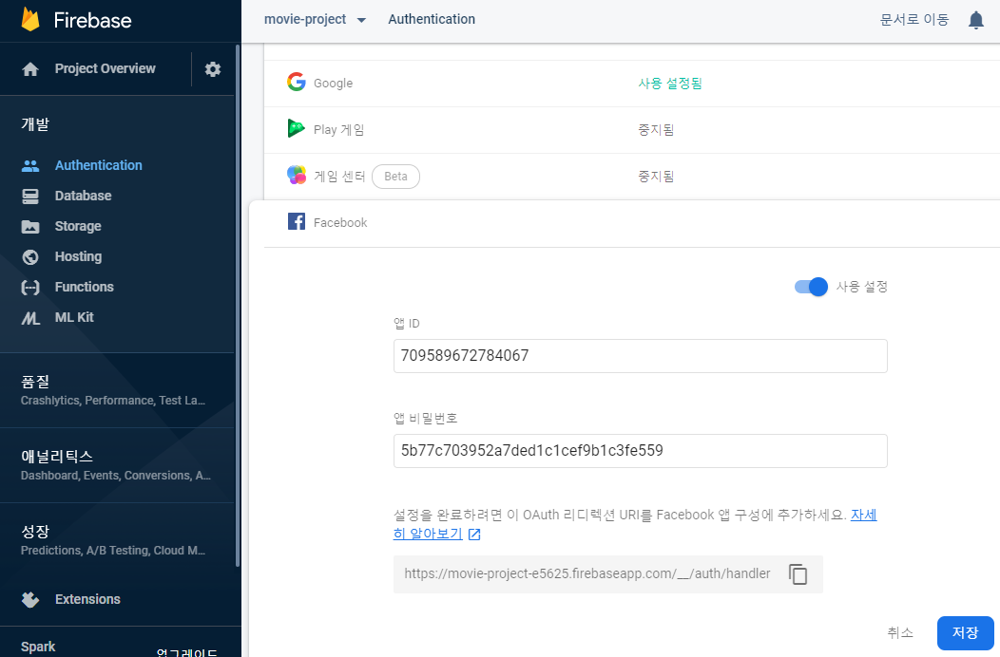 Firebase
movie-project
Authentication
문서로 이동
Project Overview
개발
Authentication
Database
Storage
Hosting
Functions
ML Kit
품질
Crashlytics, Performance, Test La...
애널리틱스
Dashboard, Events, Conversions, A...
성장
Predictions, A/B Testing, Cloud M...
Extensions
Spark
업그레이드
Google 사용 설정됨
Play 게임 중지됨
게임 센터 Beta 중지됨
Facebook
사용 설정
앱 ID
709589672784067
앱 비밀번호
5b77c703952a7ded1c1cef9b1c3fe559
설정을 완료하려면 이 OAuth 리디렉션 URI를 Facebook 앱 구성에 추가하세요. 자세
히 알아보기
https://movie-project-e5625.firebaseapp.com/__/auth/handler
취소
저장